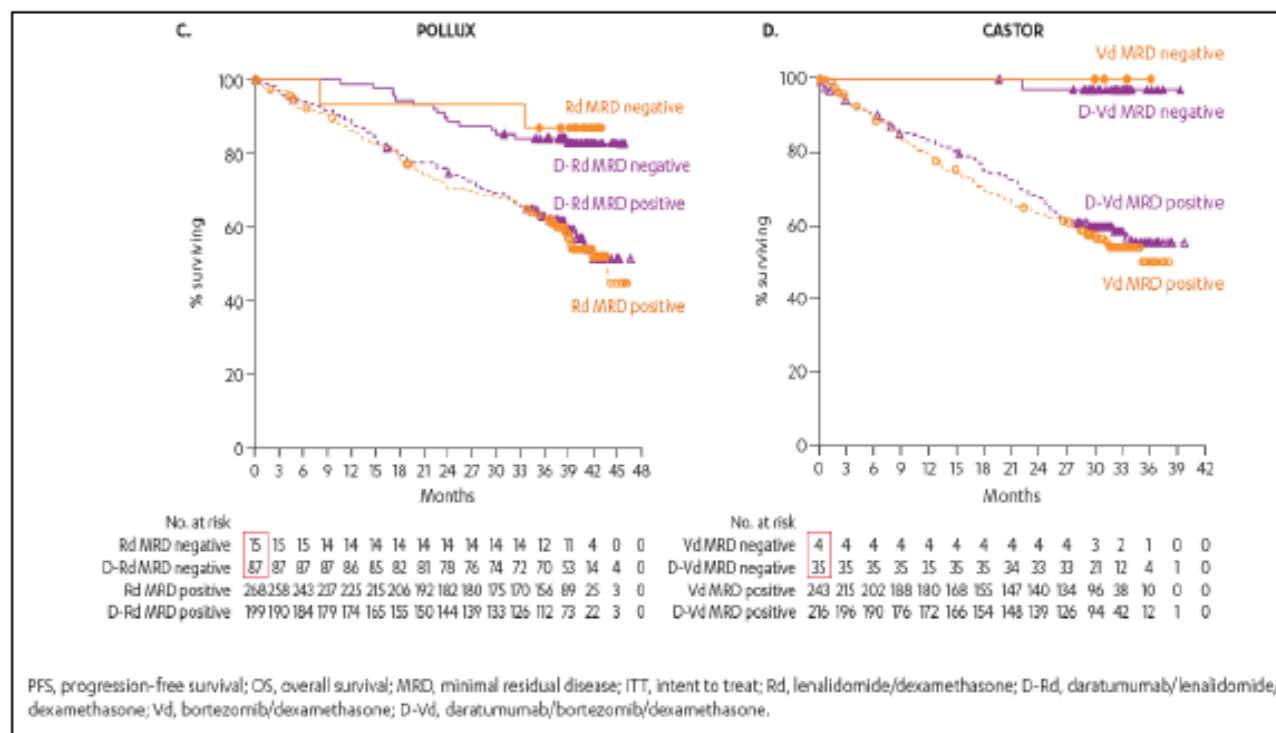 C. POLLUX
100
80
60
40
20
0
% surviving
Rd MRD negative
D-Rd MRD negative
D-Rd MRD positive
Rd MRD positive
0 3 6 9 12 15 18 21 24 27 30 33 36 39 42 45 48
Months
No. at risk
Rd MRD negative 15 15 15 14 14 14 14 14 14 14 14 14 12 11 4 0 0
D-Rd MRD negative 87 87 87 87 86 85 82 81 78 76 74 72 70 53 14 4 0
Rd MRD positive 268 258 243 237 225 215 206 192 182 180 175 170 156 89 25 3 0
D-Rd MRD positive 199 190 184 179 174 165 155 150 144 139 133 126 112 73 22 3 0
D. CASTOR
100
80
60
40
20
0
% surviving
Vd MRD negative
D-Vd MRD negative
D-Vd MRD positive
Vd MRD positive
0 3 6 9 12 15 18 21 24 27 30 33 36 39 42
Months
No. at risk
Vd MRD negative 4 4 4 4 4 4 4 4 4 4 3 2 1 0 0
D-Vd MRD negative 35 35 35 35 35 35 35 34 33 33 21 12 4 1 0
Vd MRD positive 243 215 202 188 180 168 155 147 140 134 96 38 10 0 0
D-Vd MRD positive 216 196 190 176 172 166 154 148 139 126 94 42 12 1 0
PFS, progression-free survival; OS, overall survival; MRD, minimal residual disease; ITT, intent to treat; Rd, lenalidomide/dexamethasone; D-Rd, daratumumab/lenalidomide/
dexamethasone; Vd, bortezomib/dexamethasone; D-Vd, daratumumab/bortezomib/dexamethasone.